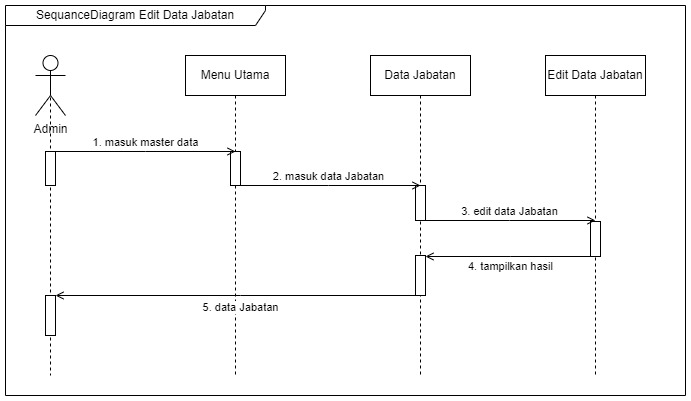 SequanceDiagram Edit Data Jabatan
Menu Utama
Data Jabatan
Edit Data Jabatan
Admin
1. masuk master data
2. masuk data Jabatan
3. edit data Jabatan
4. tampilkan hasil
5. data Jabatan